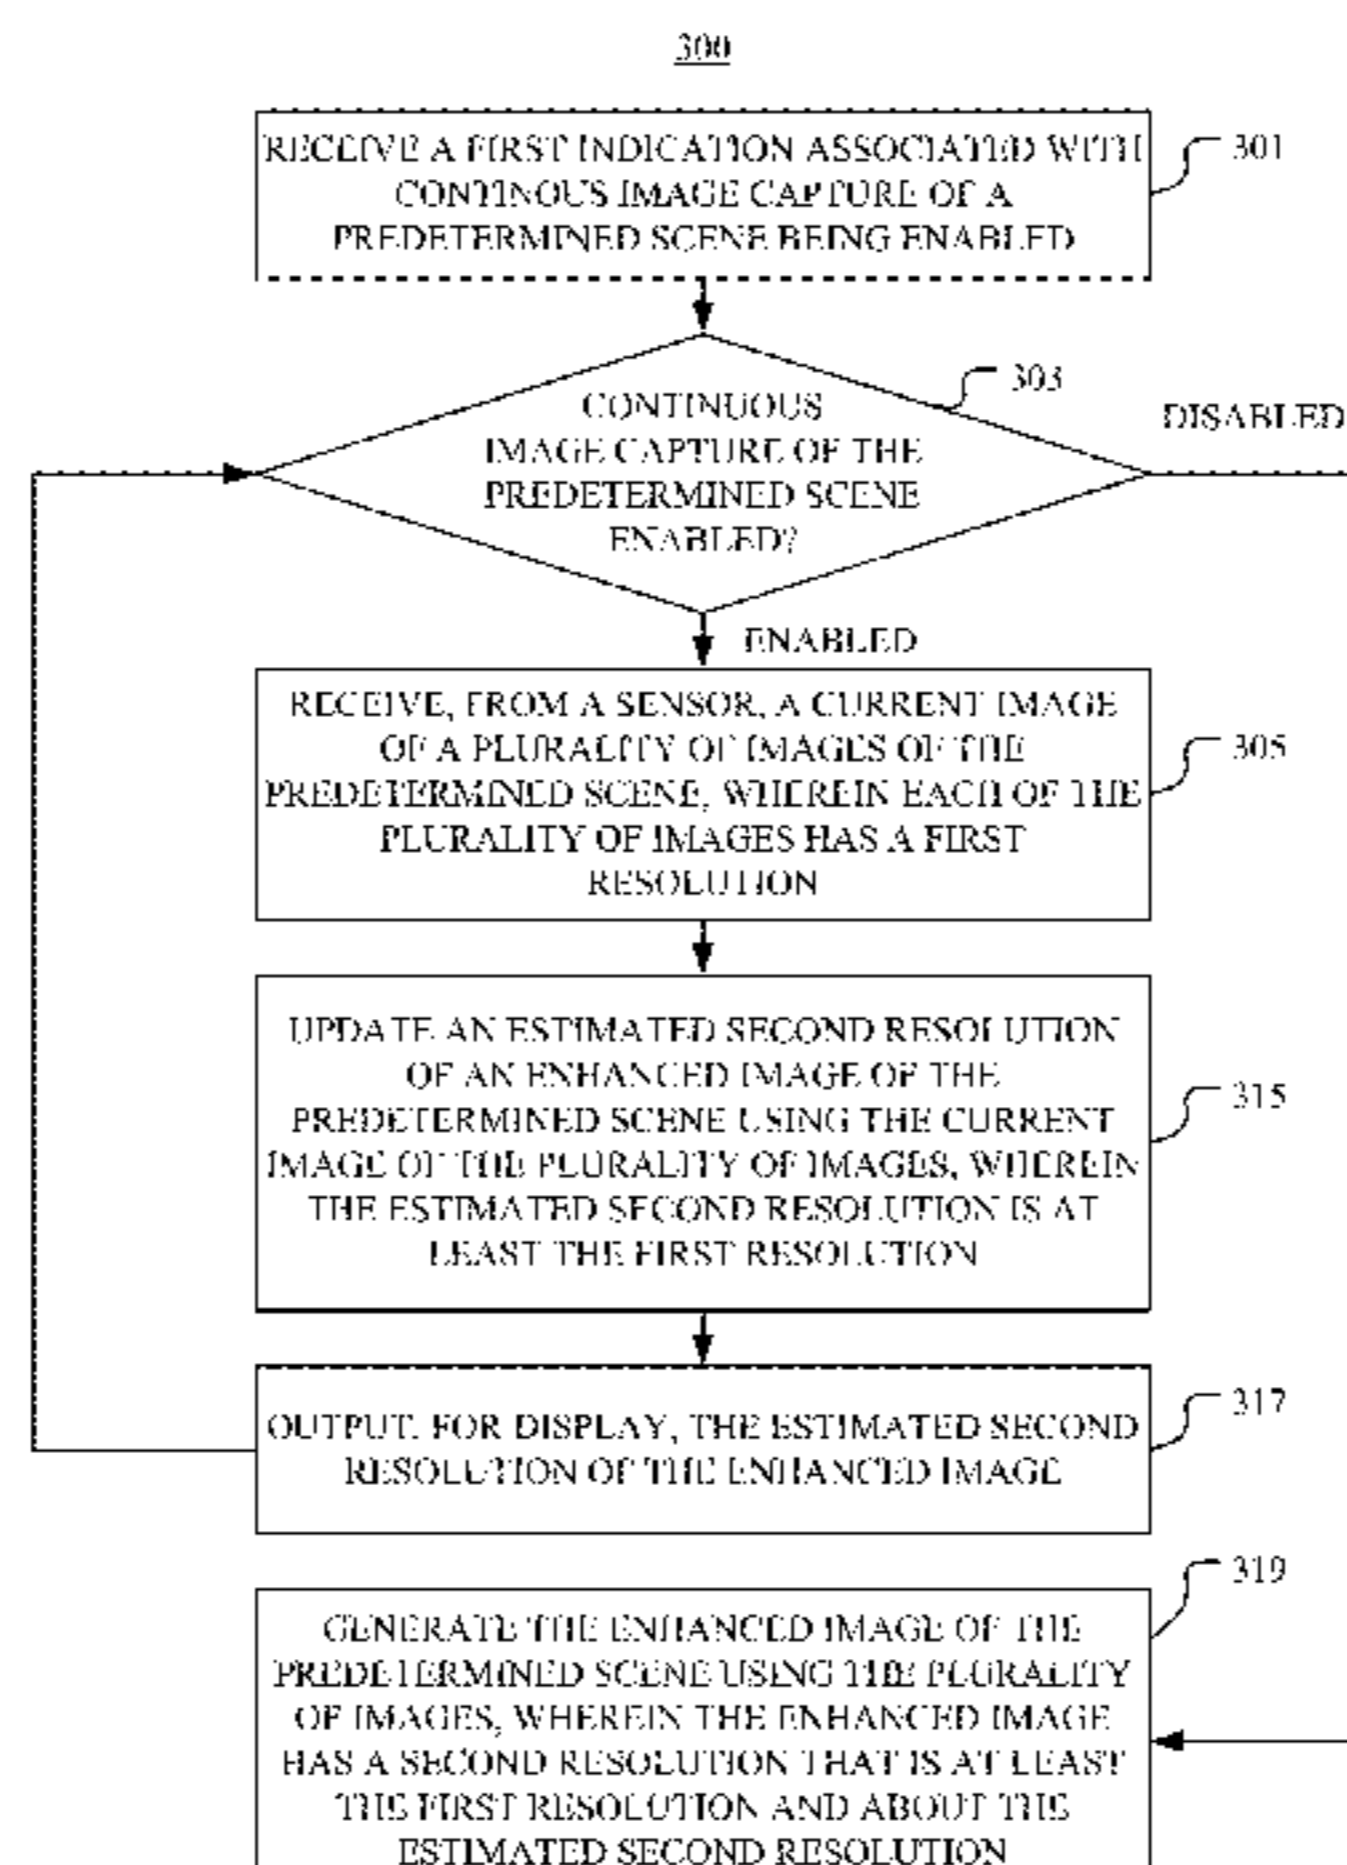 300
RECEIVE A FIRST INDICATION ASSOCIATED WITH
CONTINOUS IMAGE CAPTURE OF A
PREDETERMINED SCENE BEING ENABLED
301
303
CONTINUOUS
IMAGE CAPTURE OF THE
PREDETERMINED SCENE
ENABLED?
DISABLED
ENABLED
RECEIVE, FROM A SENSOR, A CURRENT IMAGE
OF A PLURALITY OF IMAGES OF THE
PREDETERMINED SCENE, WHEREIN EACH OF THE
PLURALITY OF IMAGES HAS A FIRST
RESOLUTION
305
UPDATE AN ESTIMATED SECOND RESOLUTION
OF AN ENHANCED IMAGE OF THE
PREDETERMINED SCENE USING THE CURRENT
IMAGE OF THE PLURALITY OF IMAGES, WHEREIN
THE ESTIMATED SECOND RESOLUTION IS AT
LEAST THE FIRST RESOLUTION
315
OUTPUT, FOR DISPLAY, THE ESTIMATED SECOND
RESOLUTION OF THE ENHANCED IMAGE
317
GENERATE THE ENHANCED IMAGE OF THE
PREDETERMINED SCENE USING THE PLURALITY
OF IMAGES, WHEREIN THE ENHANCED IMAGE
HAS A SECOND RESOLUTION THAT IS AT LEAST
THE FIRST RESOLUTION AND ABOUT THE
ESTIMATED SECOND RESOLUTION
319